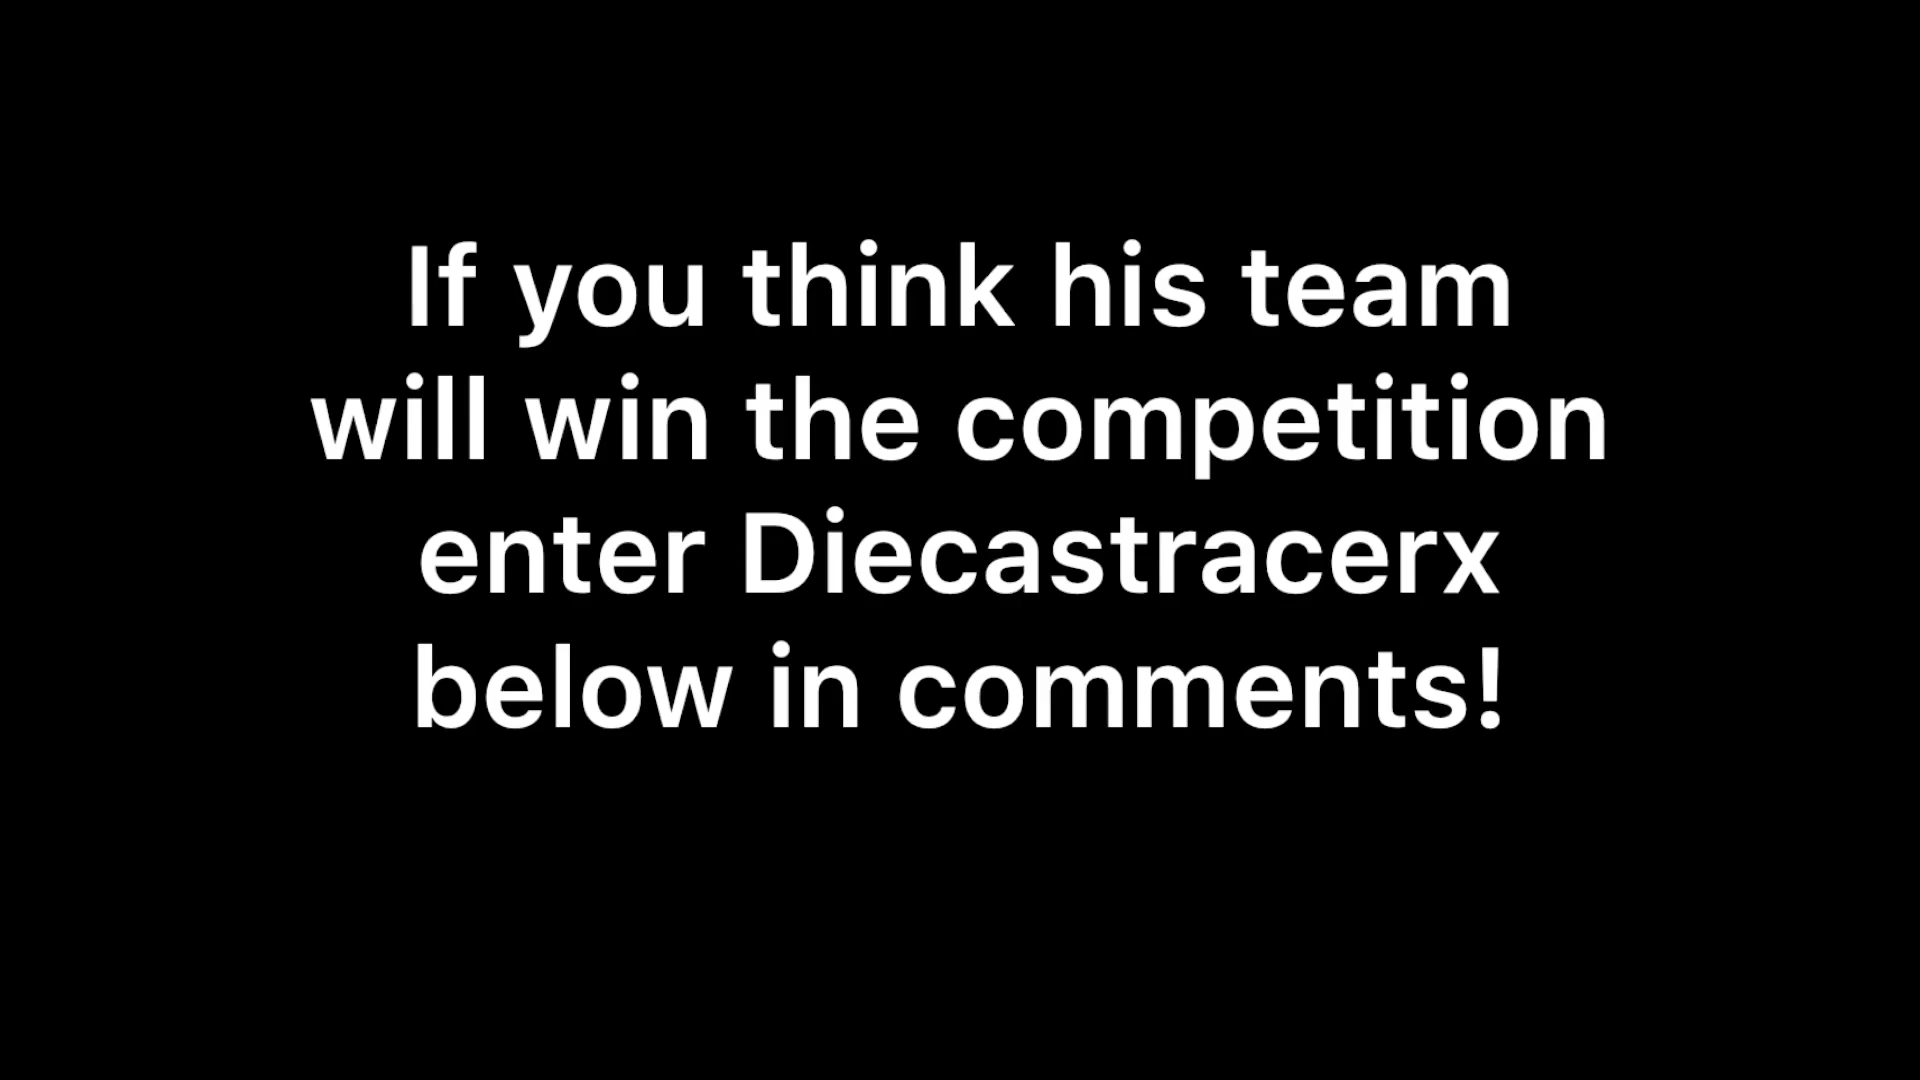 If you think his team
will win the competition
enter Diecastracerx
below in comments!